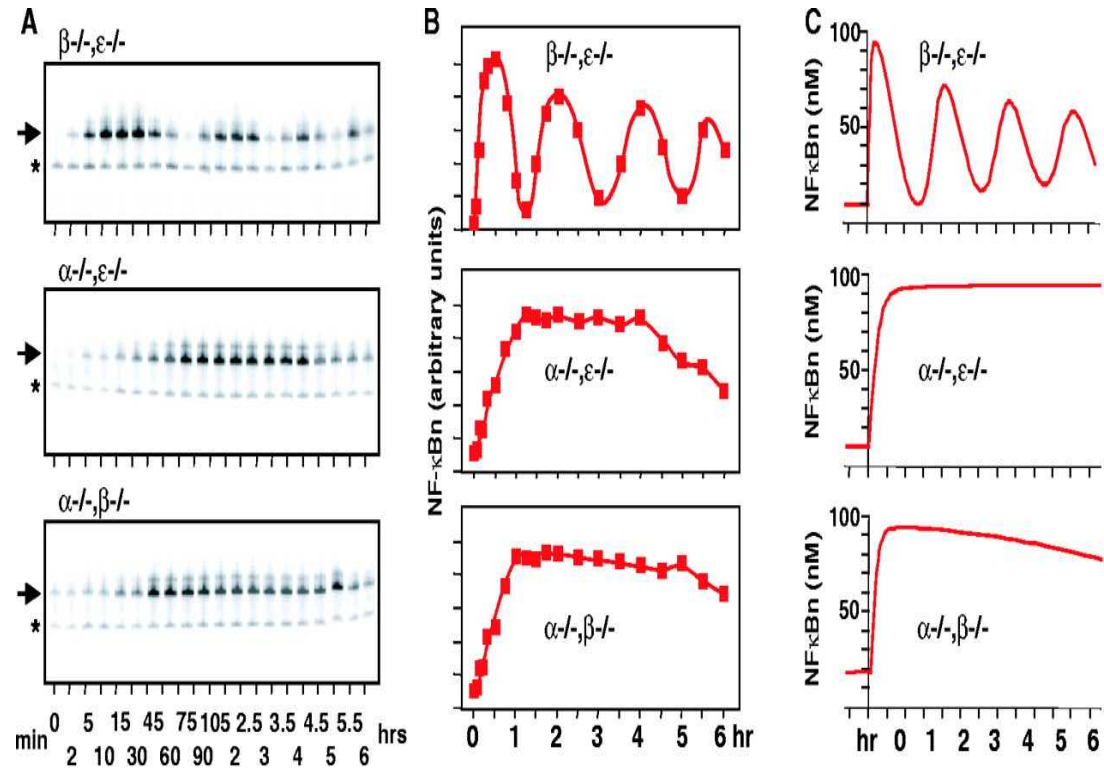 A
β-/-,ε-/-
*
α-/-,ε-/-
*
α-/-,β-/-
*
0 5 15 45 75 105 2.5 3.5 4.5 5.5
min hrs
2 10 30 60 90 2 3 4 5 6
B
NF-κBn (arbitrary units)
β-/-,ε-/-
α-/-,ε-/-
α-/-,β-/-
0 1 2 3 4 5 6 hr
C
NFκBn (nM)
100
50
β-/-,ε-/-
NFκBn (nM)
100
50
α-/-,ε-/-
NFκBn (nM)
100
50
α-/-,β-/-
hr 0 1 2 3 4 5 6